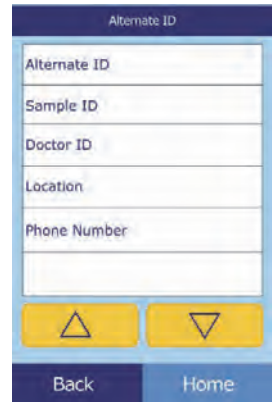 Alternate ID
Alternate ID
Sample ID
Doctor ID
Location
Phone Number
Back Home